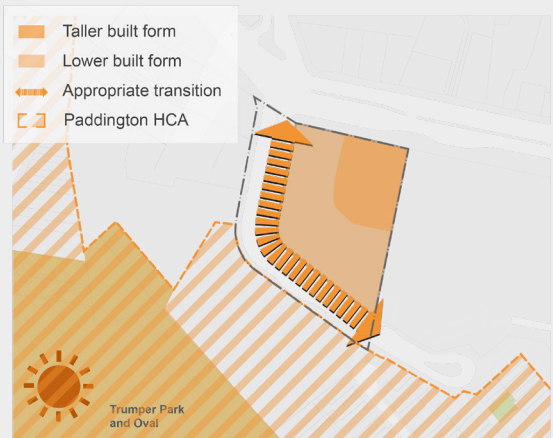 Taller built form
Lower built form
Appropriate transition
Paddington HCA
Trumper Park
and Oval